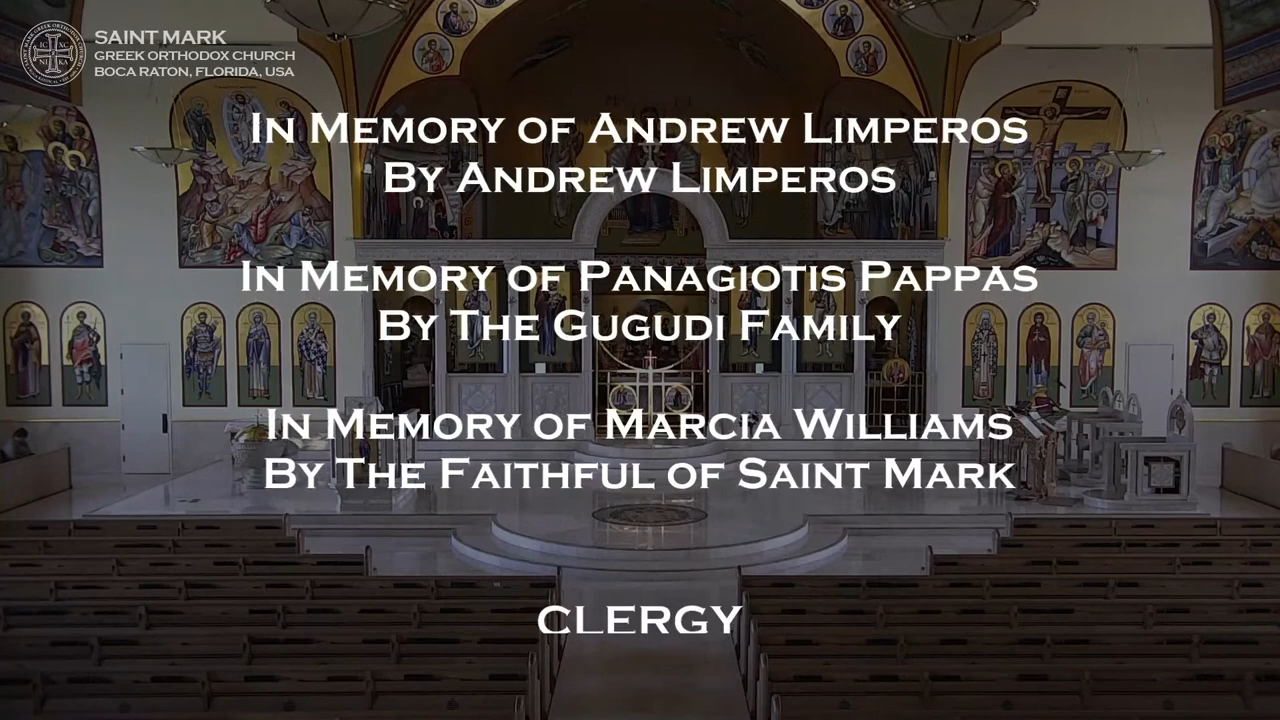 SAINT MARK
GREEK ORTHODOX CHURCH
BOCA RATON, FLORIDA, USA
IN MEMORY OF ANDREW LIMPEROS
BY ANDREW LIMPEROS
IN MEMORY OF PANAGIOTIS PAPPAS
BY THE GUGUDI FAMILY
IN MEMORY OF MARCIA WILLIAMS
BY THE FAITHFUL OF SAINT MARK
CLERGY